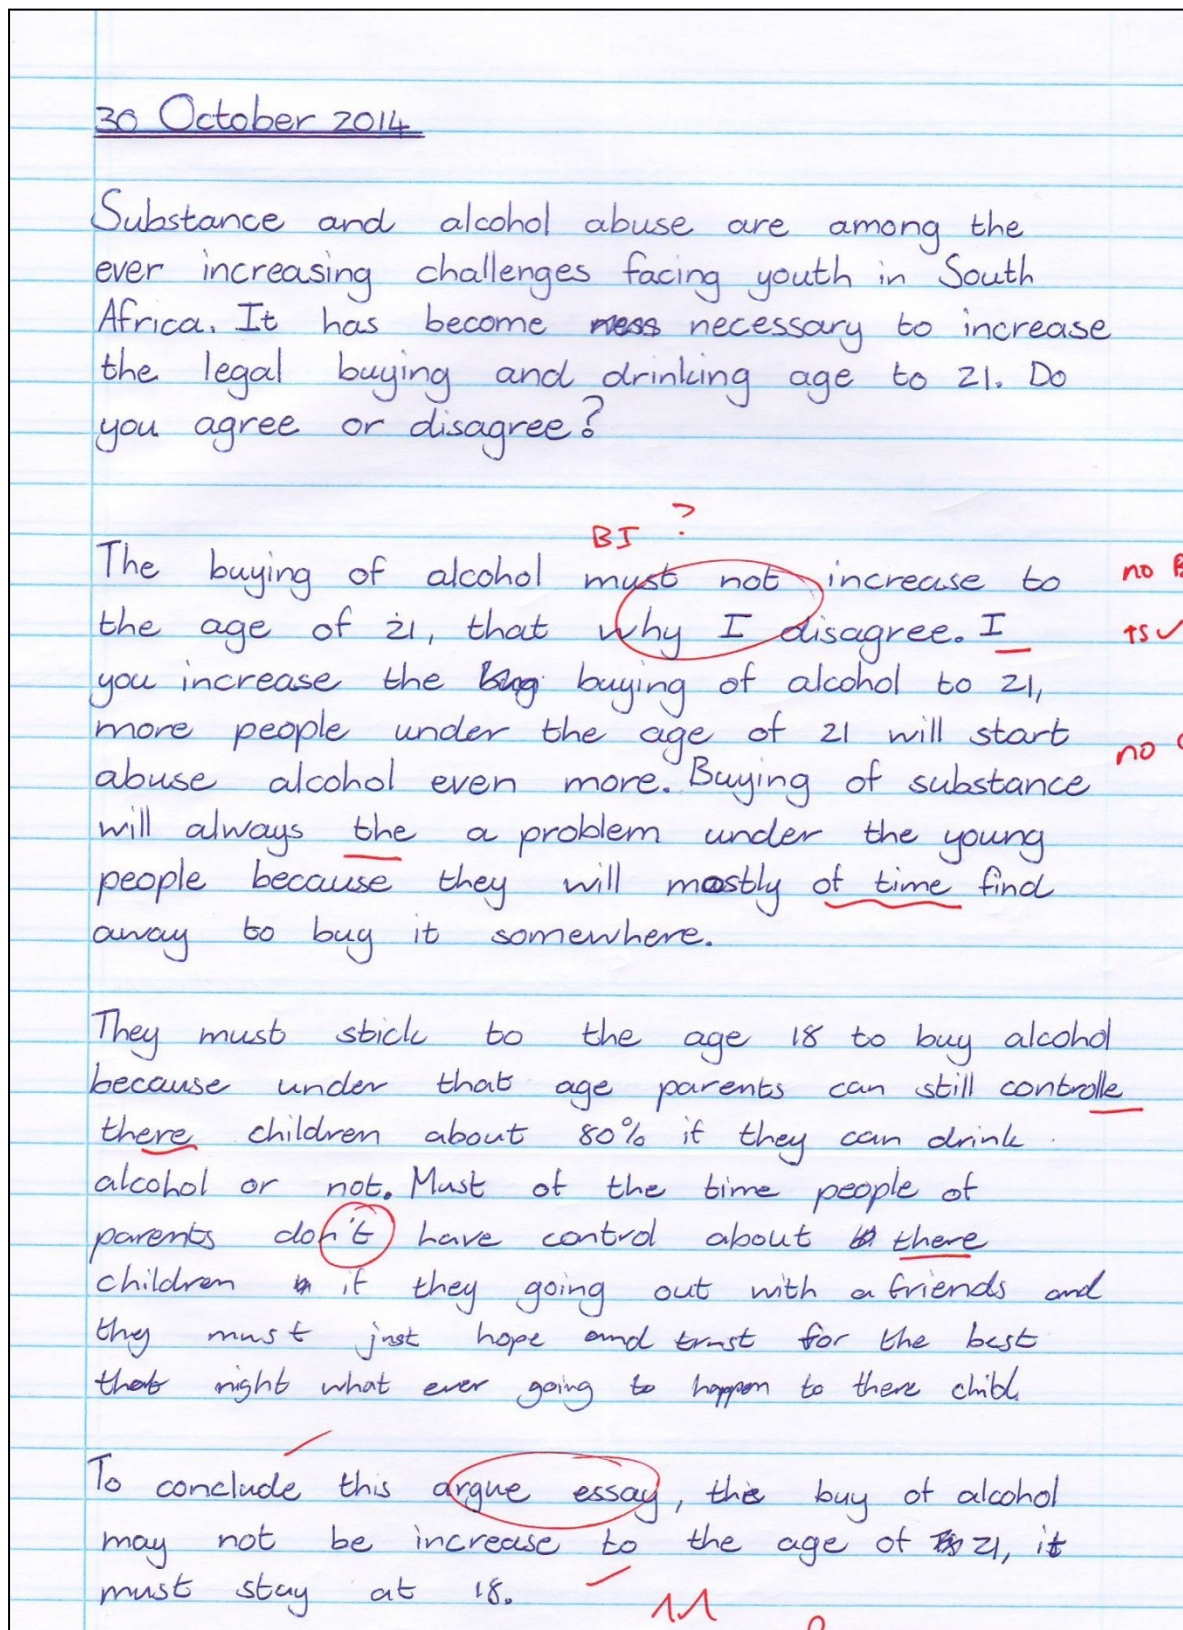 30 October 2014
Substance and alcohol abuse are among the
ever increasing challenges facing youth in South
Africa. It has become necessary to increase
the legal buying and drinking age to 21. Do
you agree or disagree?
BI ?
The buying of alcohol must not increase to
no
the age of 21, that why I disagree. I
TS ✓
you increase the buying of alcohol to 21,
more people under the age of 21 will start
no
abuse alcohol even more. Buying of substance
will always the a problem under the young
people because they will mostly of time find
away to buy it somewhere.
They must stick to the age 18 to buy alcohol
because under that age parents can still controlle
there children about 80% if they can drink
alcohol or not. Must of the time people of
parents don't have control about there
children if they going out with a friends and
they must just hope and trust for the best
that night what ever going to happen to there child.
To conclude this argue essay, the buy of alcohol
may not be increase to the age of 21, it
must stay at 18.